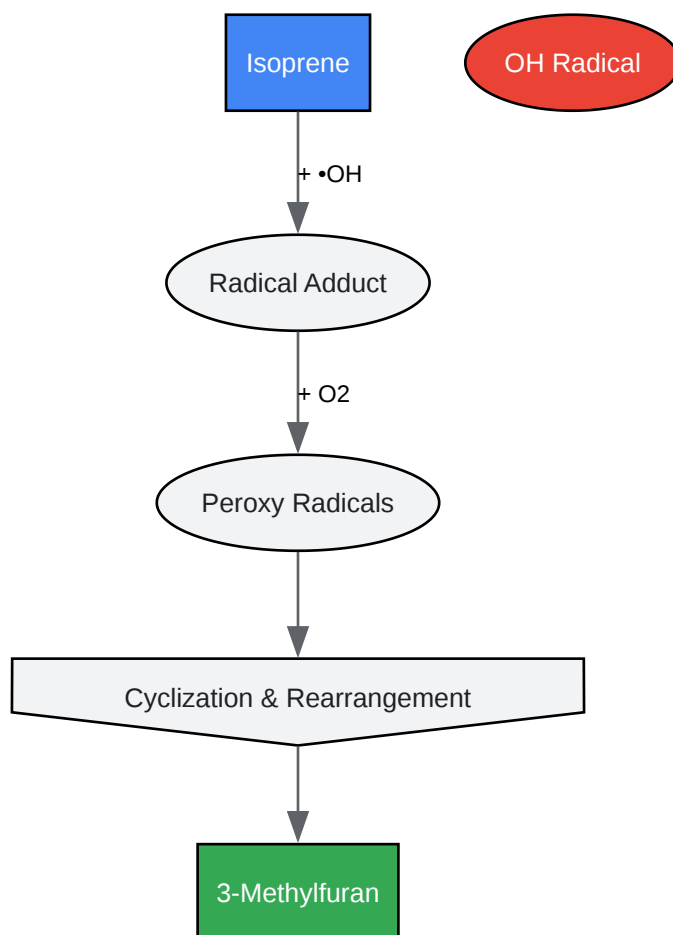 Isoprene
OH Radical
+ •OH
Radical Adduct
+ O2
Peroxy Radicals
Cyclization & Rearrangement
3-Methylfuran